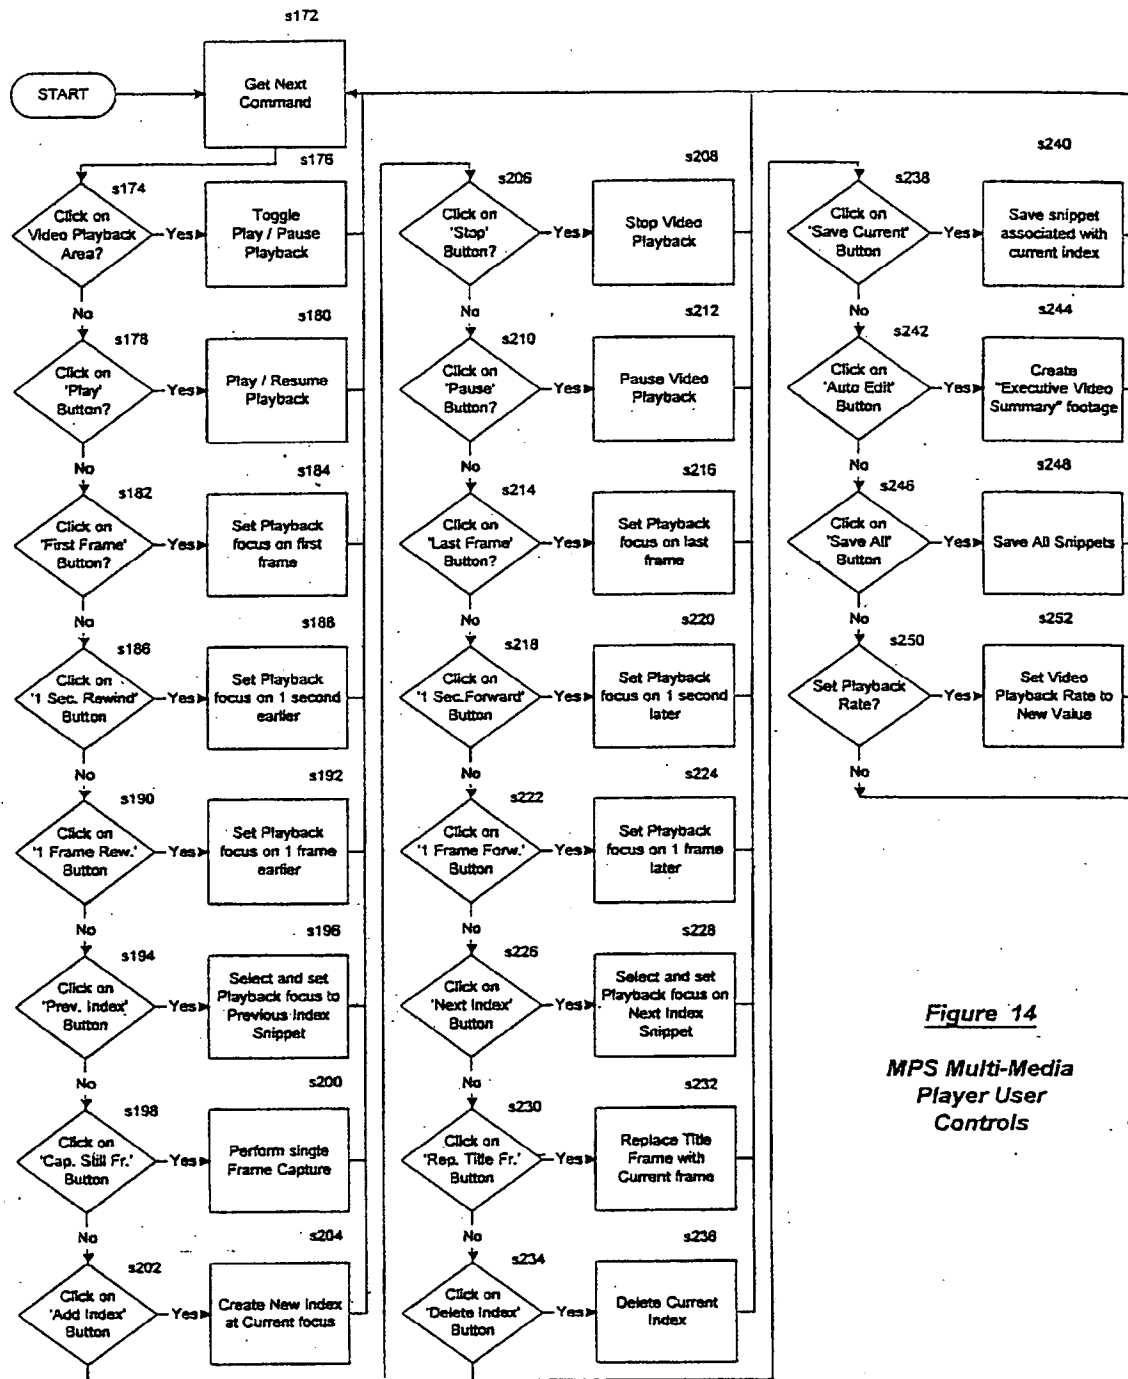 s172
START
Get Next
Command
s174
Click on
Video Playback
Area?
Yes
s176
Toggle
Play / Pause
Playback
No
s178
Click on
'Play'
Button?
Yes
s180
Play / Resume
Playback
No
s182
Click on
'First Frame'
Button?
Yes
s184
Set Playback
focus on first
frame
No
s186
Click on
'1 Sec. Rewind'
Button
Yes
s188
Set Playback
focus on 1 second
earlier
No
s190
Click on
'1 Frame Rew.'
Button
Yes
s192
Set Playback
focus on 1 frame
earlier
No
s194
Click on
'Prev. Index'
Button
Yes
s196
Select and set
Playback focus to
Previous Index
Snippet
No
s198
Click on
'Cap. Still Fr.'
Button
Yes
s200
Perform single
Frame Capture
No
s202
Click on
'Add Index'
Button
Yes
s204
Create New Index
at Current focus
s206
Click on
'Stop'
Button?
Yes
s208
Stop Video
Playback
No
s210
Click on
'Pause'
Button?
Yes
s212
Pause Video
Playback
No
s214
Click on
'Last Frame'
Button?
Yes
s216
Set Playback
focus on last
frame
No
s218
Click on
'1 Sec.Forward'
Button
Yes
s220
Set Playback
focus on 1 second
later
No
s222
Click on
'1 Frame Forw.'
Button
Yes
s224
Set Playback
focus on 1 frame
later
No
s226
Click on
'Next Index'
Button
Yes
s228
Select and set
Playback focus on
Next Index
Snippet
No
s230
Click on
'Rep. Title Fr.'
Button
Yes
s232
Replace Title
Frame with
Current frame
No
s234
Click on
'Delete Index'
Button
Yes
s236
Delete Current
Index
s238
Click on
'Save Current'
Button
Yes
s240
Save snippet
associated with
current index
No
s242
Click on
'Auto Edit'
Button
Yes
s244
Create
"Executive Video
Summary" footage
No
s246
Click on
'Save All'
Button
Yes
s248
Save All Snippets
No
s250
Set Playback
Rate?
Yes
s252
Set Video
Playback Rate to
New Value
No
Figure 14
MPS Multi-Media
Player User
Controls